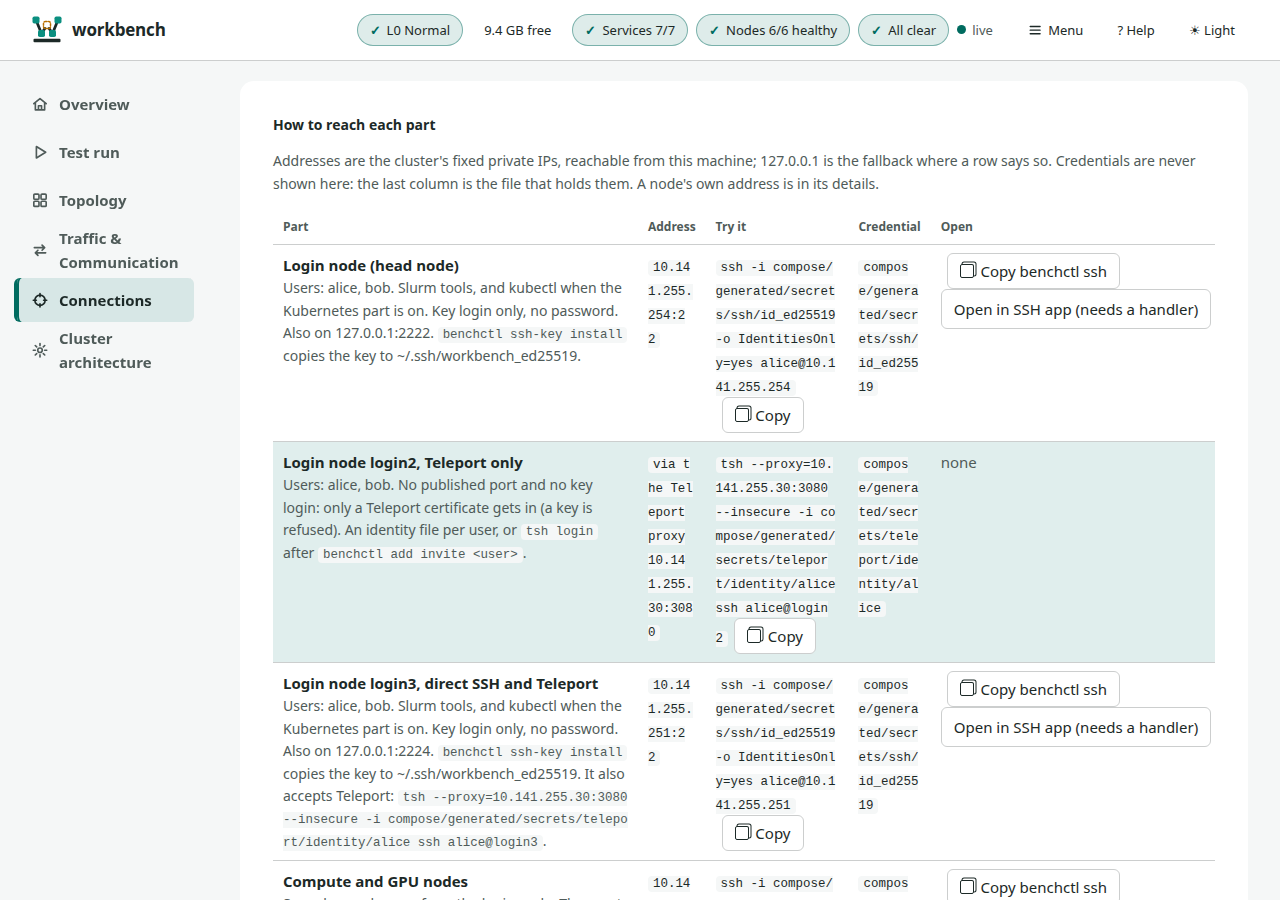 workbench
✓ L0 Normal
9.4 GB free
✓ Services 7/7
✓ Nodes 6/6 healthy
✓ All clear
live
Menu
? Help
☀ Light
Overview
Test run
Topology
Traffic &
Communication
Connections
Cluster
architecture
How to reach each part
Addresses are the cluster's fixed private IPs, reachable from this machine; 127.0.0.1 is the fallback where a row says so. Credentials are never
shown here: the last column is the file that holds them. A node's own address is in its details.
Part
Address
Try it
Credential
Open
Login node (head node)
Users: alice, bob. Slurm tools, and kubectl when the
Kubernetes part is on. Key login only, no password.
Also on 127.0.0.1:2222. benchctl ssh-key install
copies the key to ~/.ssh/workbench_ed25519.
10.14
1.255.
254:2
2
ssh -i compose/
generated/secret
s/ssh/id_ed25519
-o IdentitiesOnl
y=yes alice@10.1
41.255.254
Copy
compos
e/genera
ted/secr
ets/ssh/
id_ed255
19
Copy benchctl ssh
Open in SSH app (needs a handler)
Login node login2, Teleport only
Users: alice, bob. No published port and no key
login: only a Teleport certificate gets in (a key is
refused). An identity file per user, or tsh login
after benchctl add invite <user>.
via t
he Tel
eport
proxy
10.14
1.255.
30:308
0
tsh --proxy=10.
141.255.30:3080
--insecure -i co
mpose/generated/
secrets/telepor
t/identity/alice
ssh alice@login
2 Copy
compos
e/genera
ted/secr
ets/tele
port/ide
ntity/al
ice
none
Login node login3, direct SSH and Teleport
Users: alice, bob. Slurm tools, and kubectl when the
Kubernetes part is on. Key login only, no password.
Also on 127.0.0.1:2224. benchctl ssh-key install
copies the key to ~/.ssh/workbench_ed25519. It also
accepts Teleport: tsh --proxy=10.141.255.30:3080
--insecure -i compose/generated/secrets/telepo
rt/identity/alice ssh alice@login3.
10.14
1.255.
251:2
2
ssh -i compose/
generated/secret
s/ssh/id_ed25519
-o IdentitiesOnl
y=yes alice@10.1
41.255.251
Copy
compos
e/genera
ted/secr
ets/ssh/
id_ed255
19
Copy benchctl ssh
Open in SSH app (needs a handler)
Compute and GPU nodes
10.14
ssh -i compose/
compos
Copy benchctl ssh